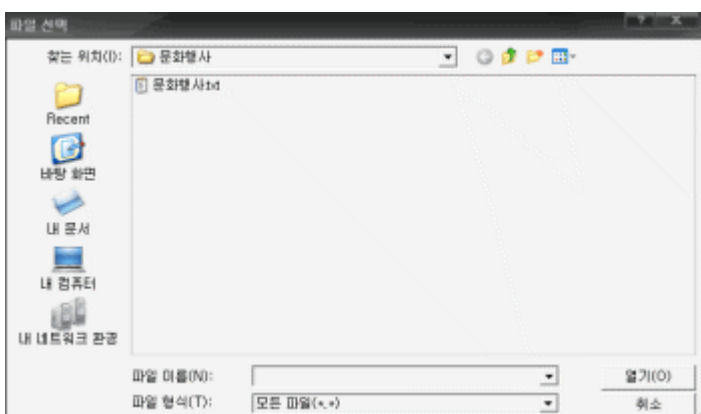 파일 선택
찾는 위치(I): 문화행사
문화행사.txt
Recent
바탕 화면
내 문서
내 컴퓨터
내 네트워크 환경
파일 이름(N):
열기(O)
파일 형식(T): 모든 파일(*.*)
취소